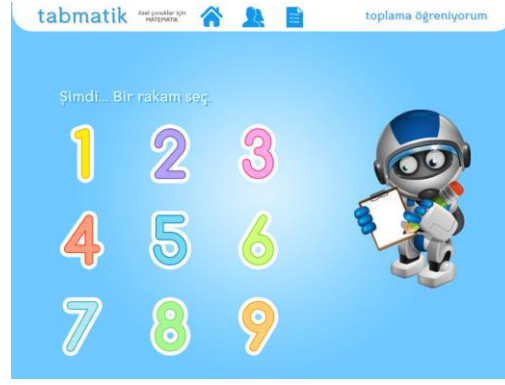 tabmatik
özel çocuklar için
MATEMATİK
toplama öğreniyorum
Şimdi... Bir rakam seç.
1 2 3
4 5 6
7 8 9